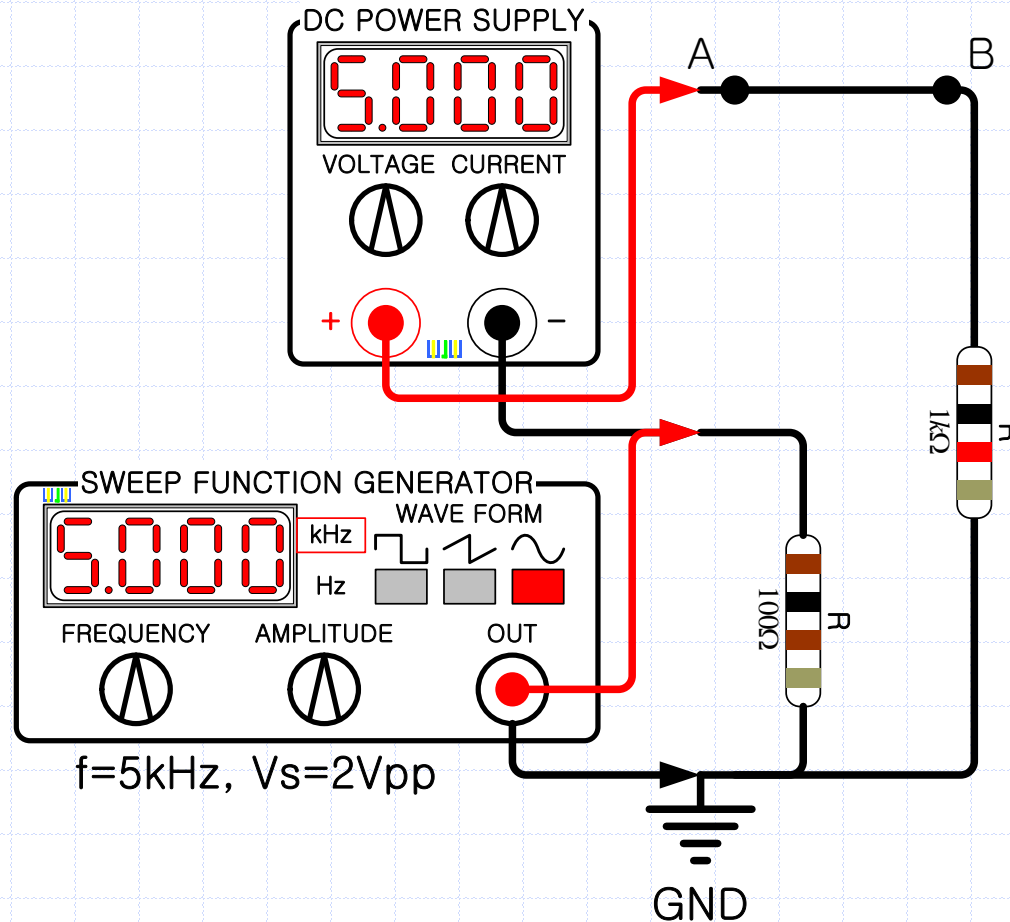 DC POWER SUPPLY
5.000
VOLTAGE CURRENT
+ −
A
B
1kΩ
R
SWEEP FUNCTION GENERATOR
5.000
kHz
Hz
WAVE FORM
FREQUENCY AMPLITUDE OUT
100Ω
R
f=5kHz, Vs=2Vpp
GND